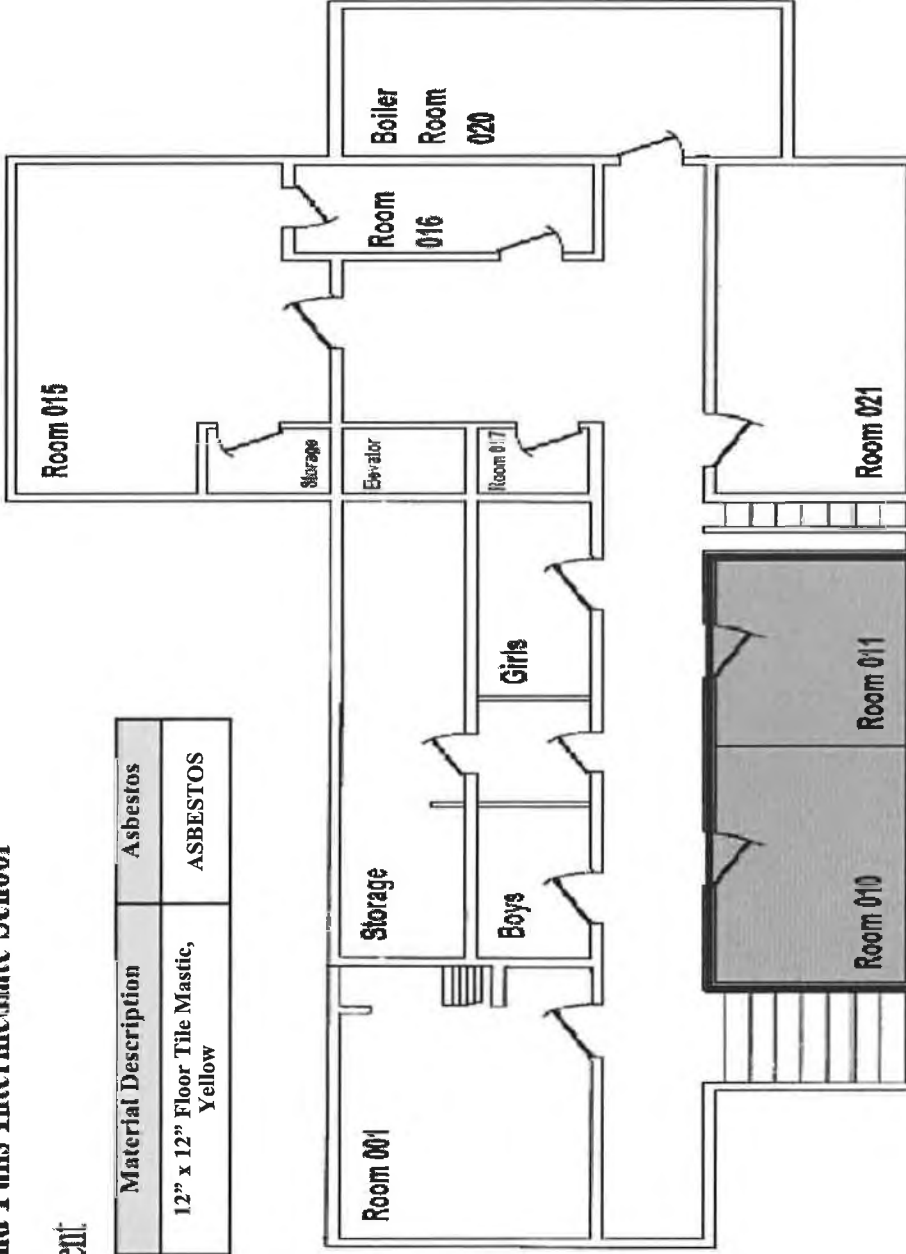 Falls Intermediate School
ent
Material Description
Asbestos
12” x 12” Floor Tile Mastic,
Yellow
ASBESTOS
Room 015
Boiler
Room
020
Room
016
Storage
Elevator
Room 017
Storage
Girls
Boys
Room 001
Room 010
Room 011
Room 021